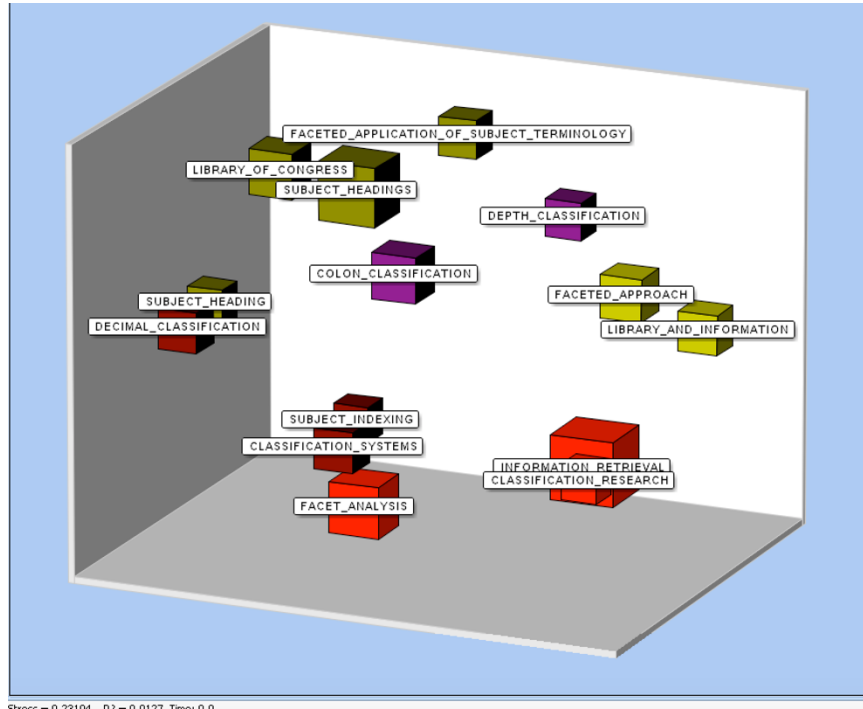 FACETED_APPLICATION_OF_SUBJECT_TERMINOLOGY
LIBRARY_OF_CONGRESS
SUBJECT_HEADINGS
DEPTH_CLASSIFICATION
COLON_CLASSIFICATION
FACETED_APPROACH
SUBJECT_HEADING
DECIMAL_CLASSIFICATION
LIBRARY_AND_INFORMATION
SUBJECT_INDEXING
CLASSIFICATION_SYSTEMS
INFORMATION_RETRIEVAL
CLASSIFICATION_RESEARCH
FACET_ANALYSIS